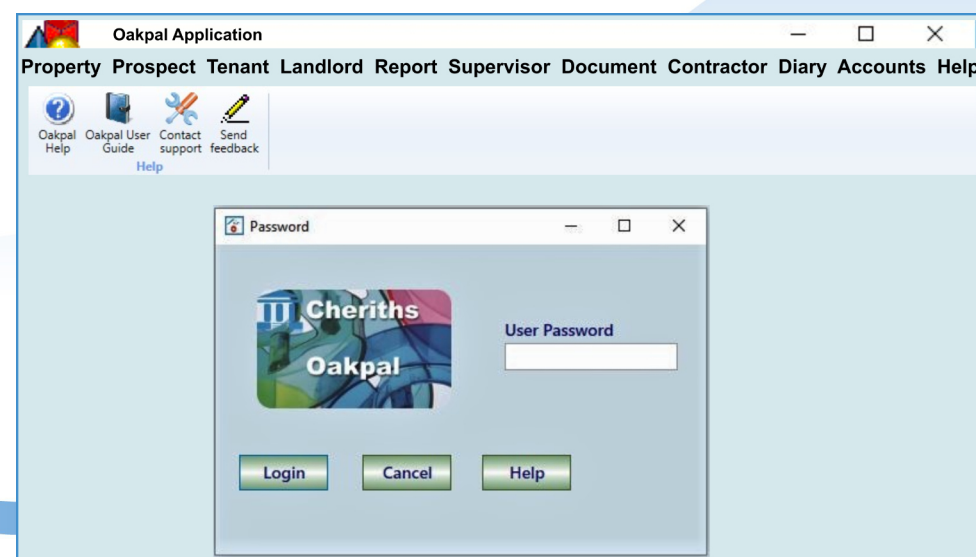 Oakpal Application
Property Prospect Tenant Landlord Report Supervisor Document Contractor Diary Accounts Help
Oakpal Help
Oakpal User Guide
Contact support
Send feedback
Help
Password
Cheriths
Oakpal
User Password
Login Cancel Help